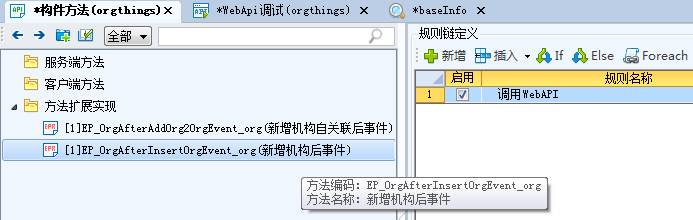 *构件方法(orgthings) *WebApi调试(orgthings) *baseInfo
全部
规则链定义
新增 插入 If Else Foreach
服务端方法
客户端方法
方法扩展实现
[1]EP_OrgAfterAddOrg2OrgEvent_org(新增机构自关联后事件)
[1]EP_OrgAfterInsertOrgEvent_org(新增机构后事件)
启用 规则名称
1 调用WebAPI
方法编码: EP_OrgAfterInsertOrgEvent_org
方法名称: 新增机构后事件